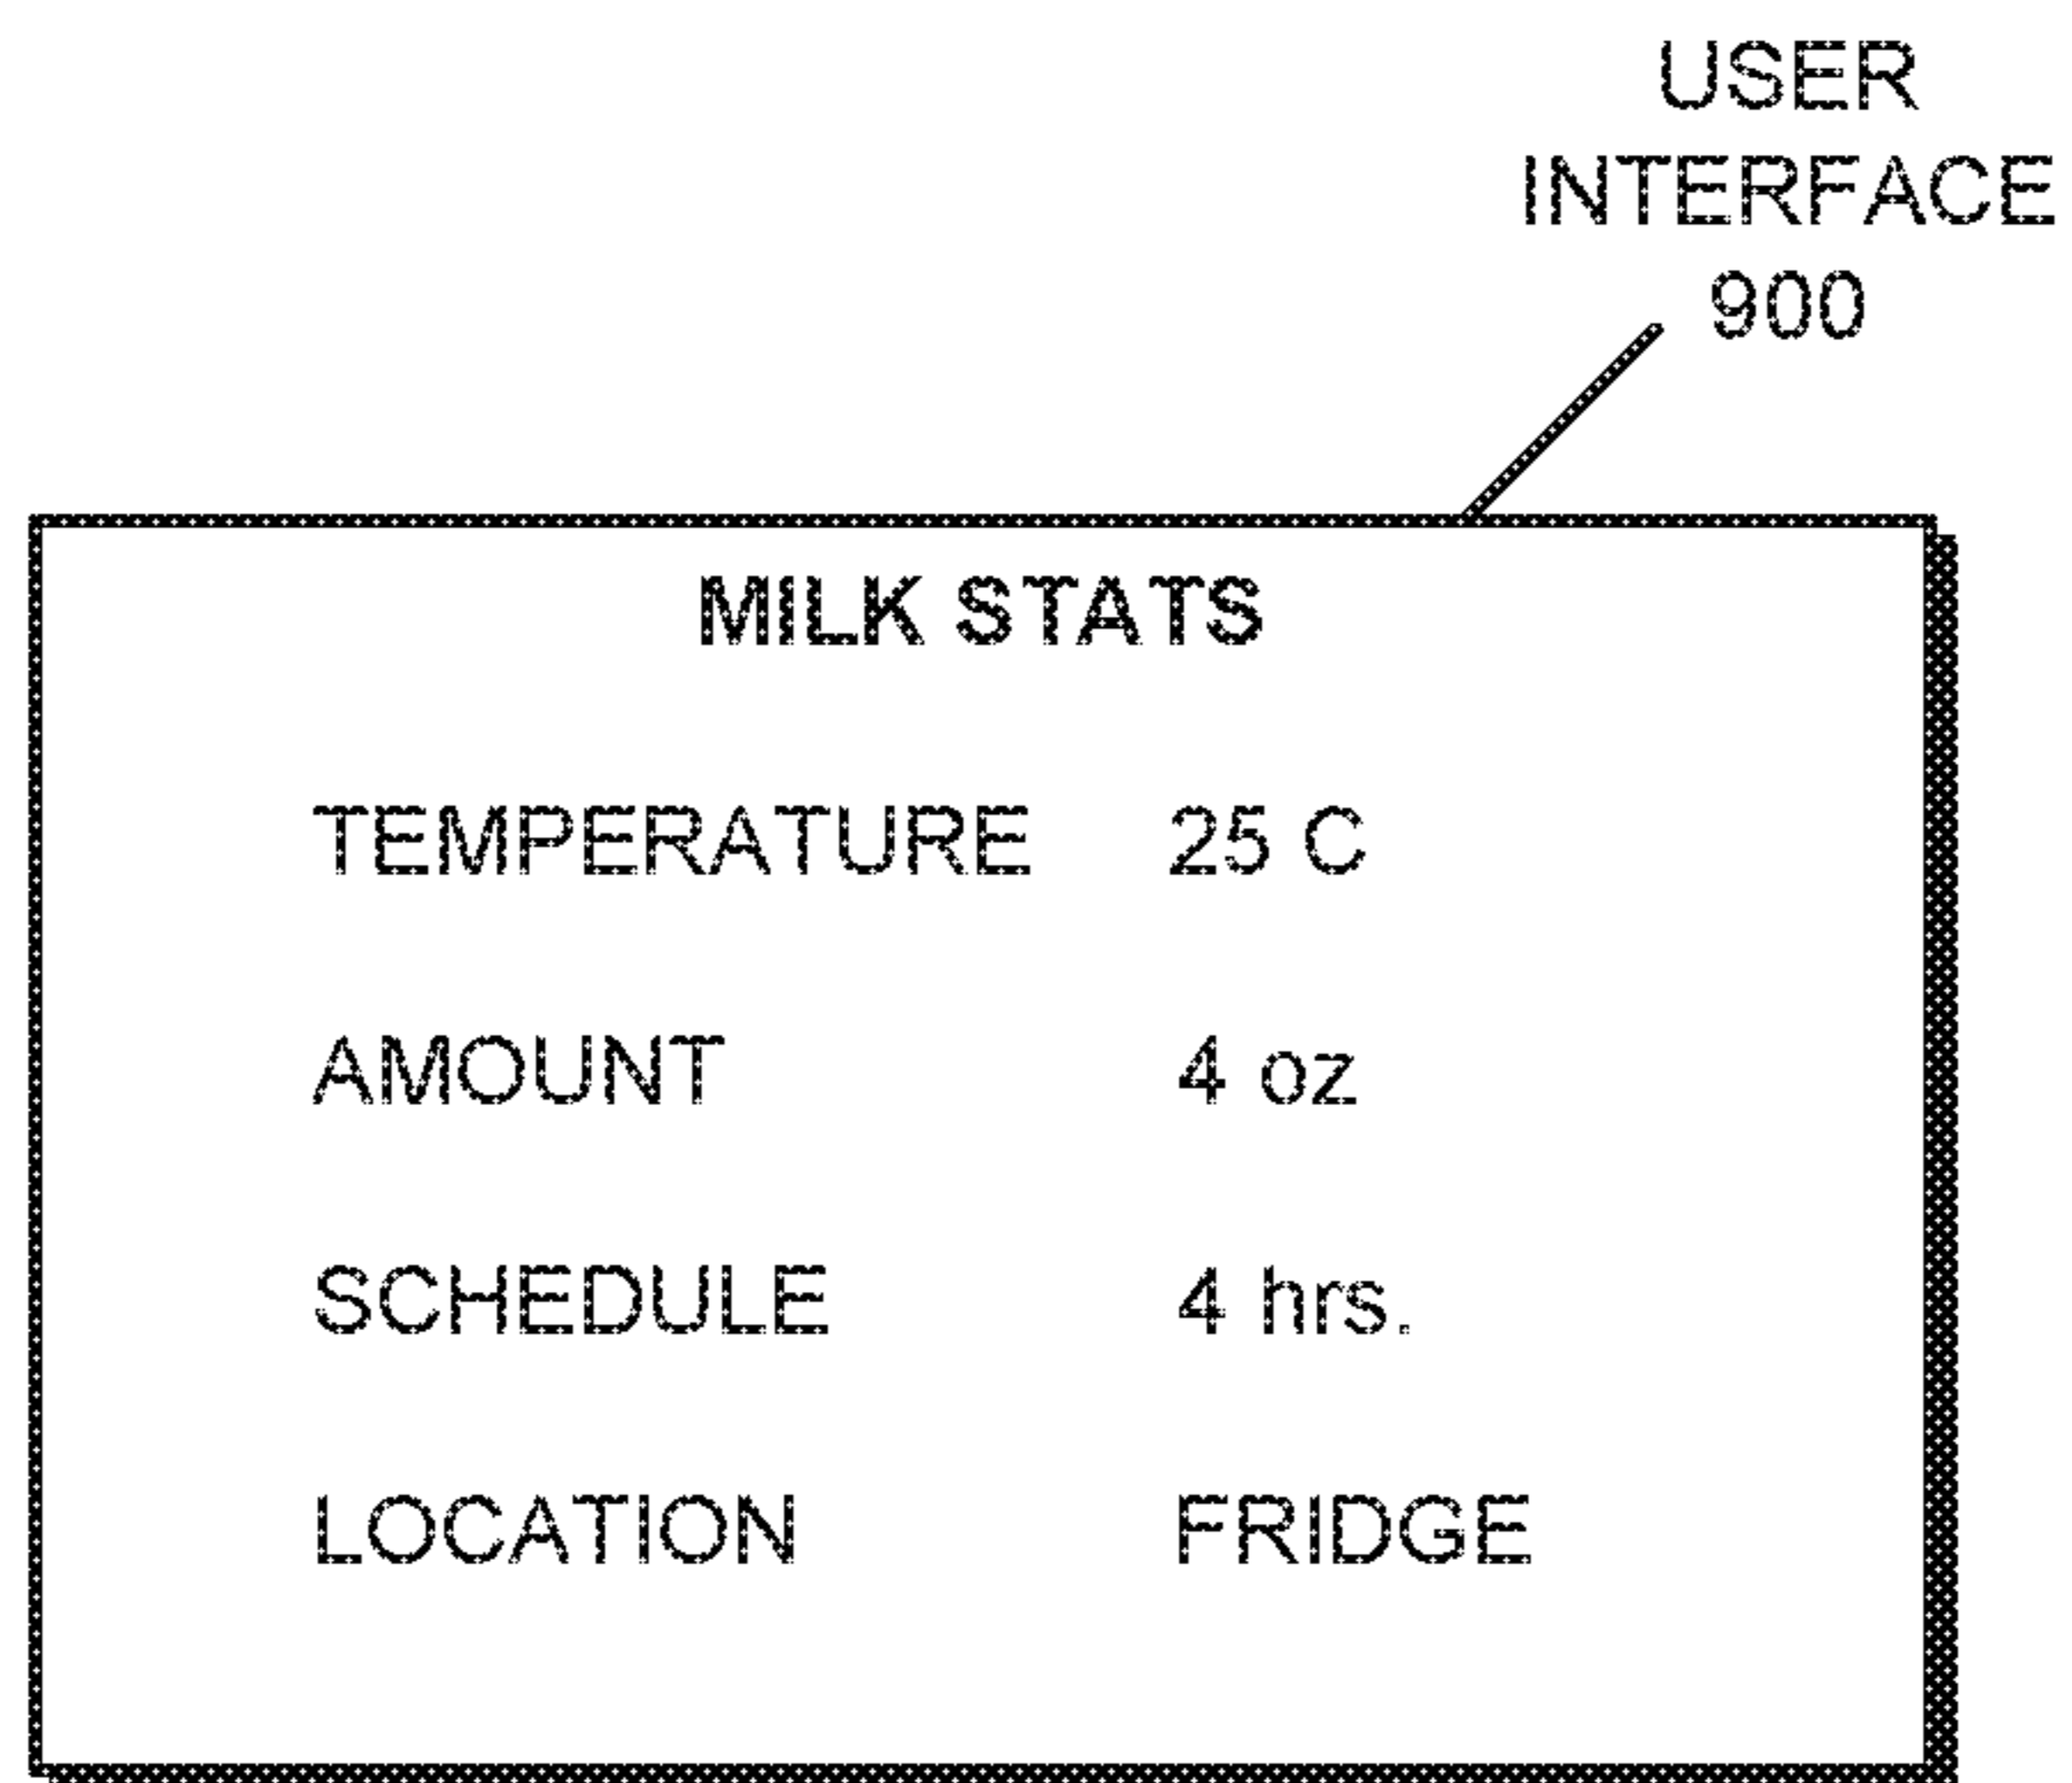 USER
INTERFACE
900
MILK STATS
TEMPERATURE 25 C
AMOUNT 4 oz
SCHEDULE 4 hrs.
LOCATION FRIDGE